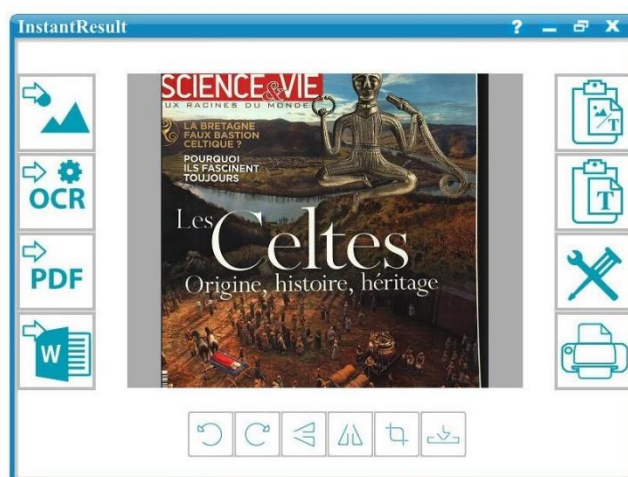 InstantResult
?
OCR
PDF
W
T
T
SCIENCE & VIE
UX RACINES DU MONDE
LA BRETAGNE
FAUX BASTION
CELTIQUE ?
POURQUOI
ILS FASCINENT
TOUJOURS
Les Celtes
Origine, histoire, héritage